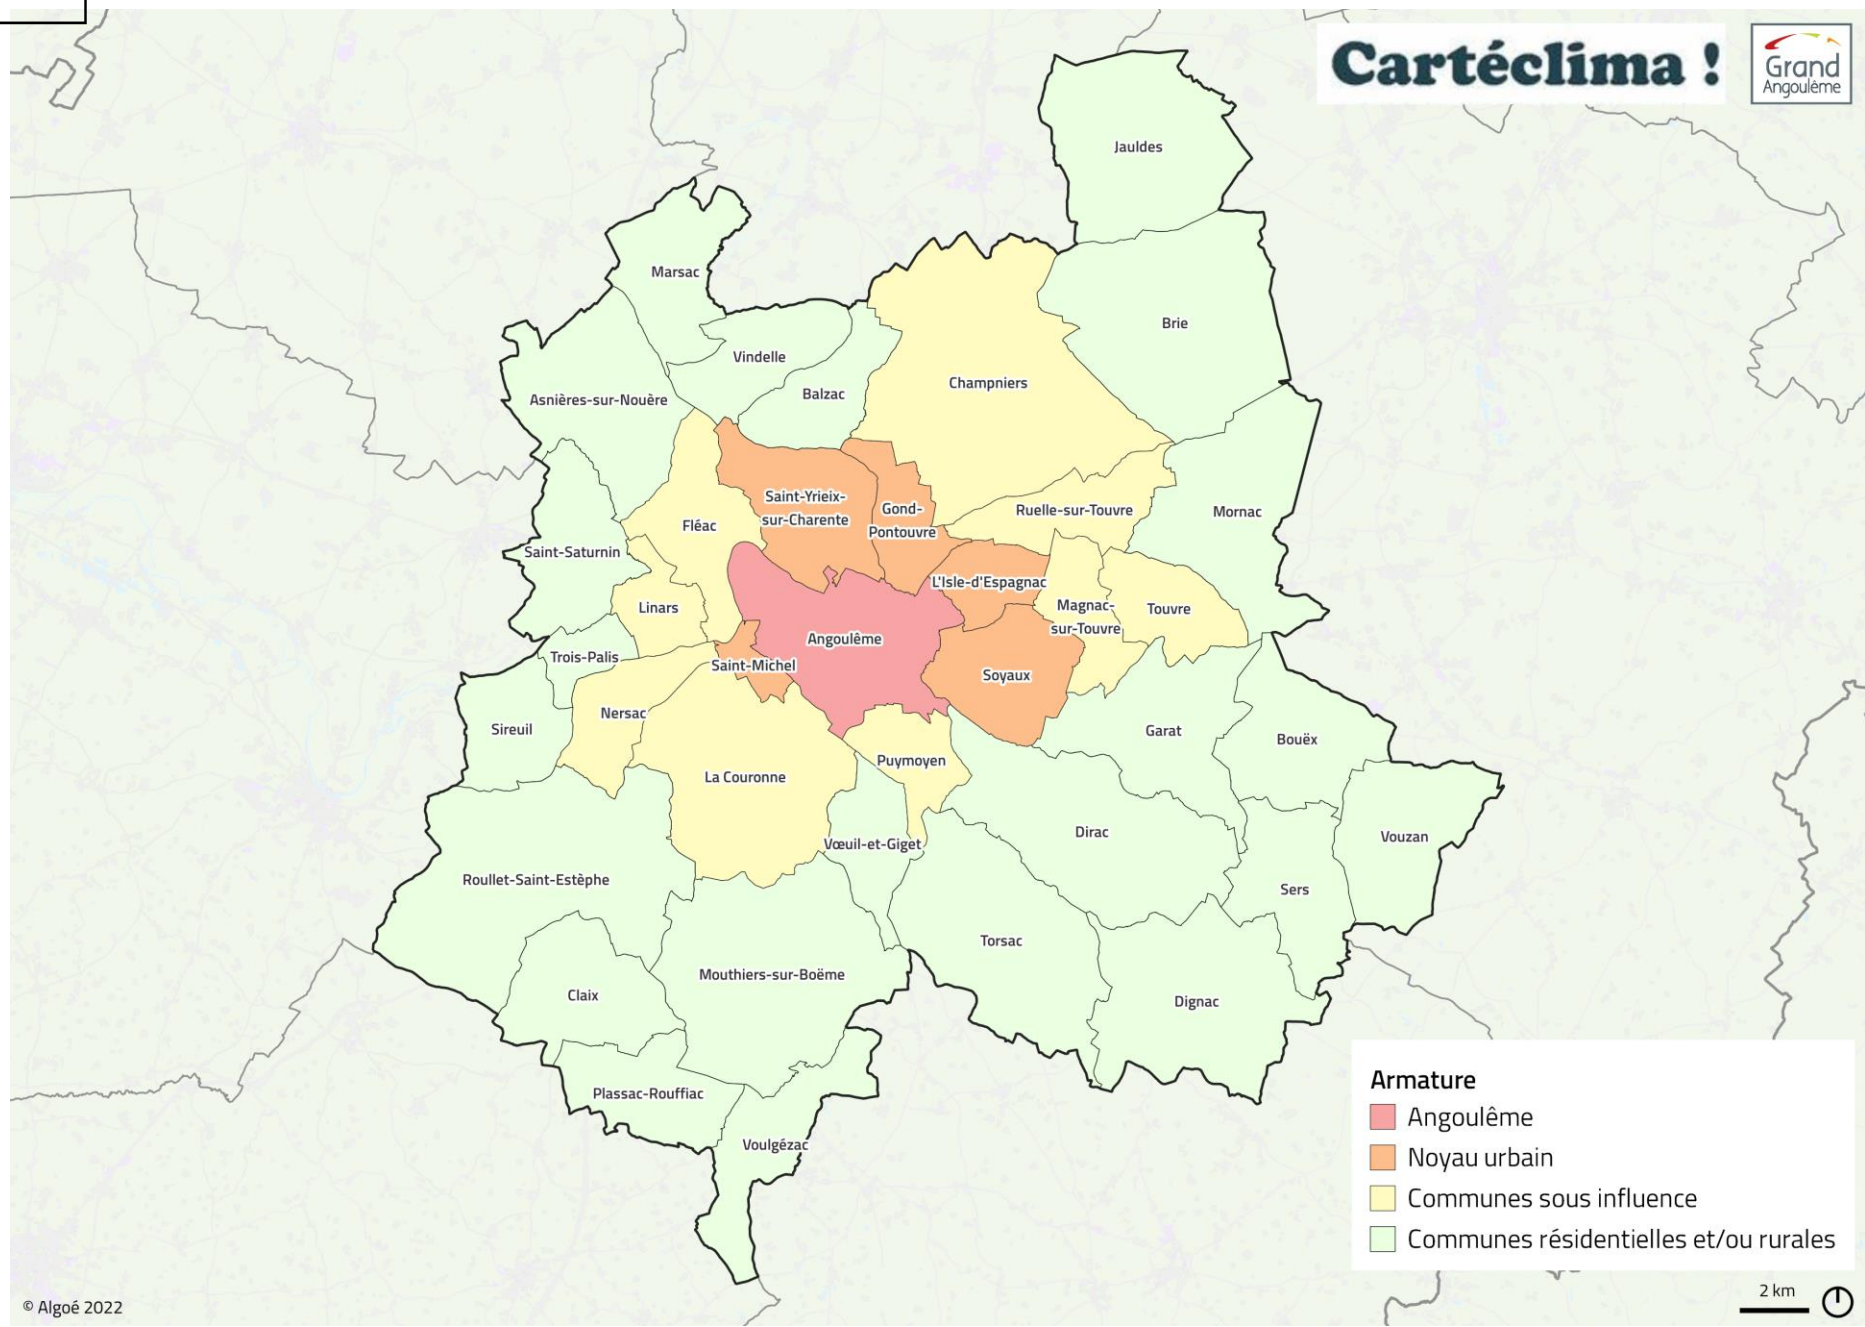 Cartéclima !
Grand
Angoulême
Jauldes
Marsac
Brie
Vindelle
Champniers
Balzac
Asnières-sur-Nouère
Saint-Yrieix-
sur-Charente
Gond-
Pontouvre
Ruelle-sur-Touvre
Mornac
Fléac
Saint-Saturnin
L'Isle-d'Espagnac
Linars
Magnac-
sur-Touvre
Touvre
Angoulême
Trois-Palis
Saint-Michel
Soyaux
Nersac
Sireuil
Garat
Bouëx
Puymoyen
La Couronne
Dirac
Vouzan
Vœuil-et-Giget
Roullet-Saint-Estèphe
Sers
Torsac
Mouthiers-sur-Boëme
Claix
Dignac
Plassac-Rouffiac
Voulgézac
Armature
Angoulême
Noyau urbain
Communes sous influence
Communes résidentielles et/ou rurales
2 km
© Algoé 2022